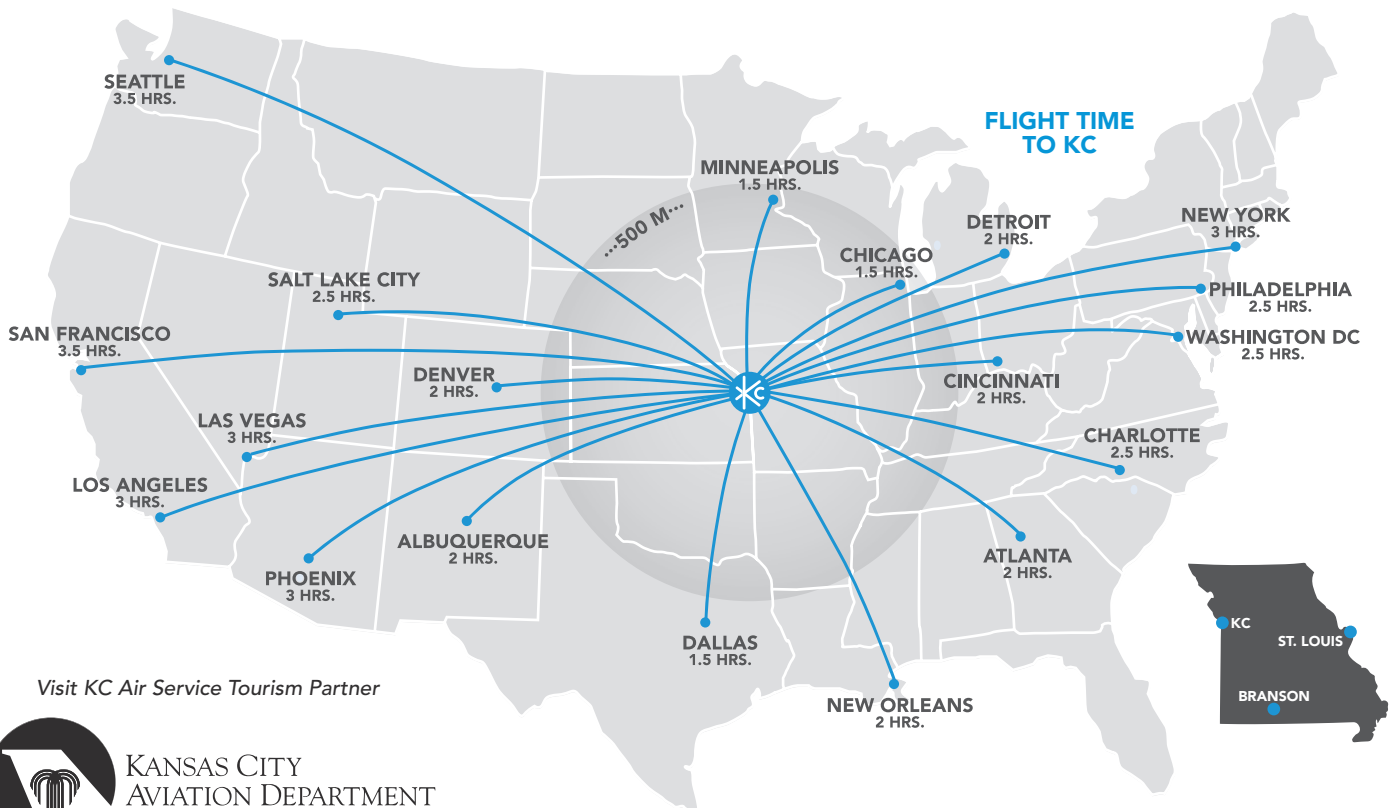 SEATTLE
3.5 HRS.
FLIGHT TIME
TO KC
MINNEAPOLIS
1.5 HRS.
...500 M...
DETROIT
2 HRS.
NEW YORK
3 HRS.
CHICAGO
1.5 HRS.
SALT LAKE CITY
2.5 HRS.
PHILADELPHIA
2.5 HRS.
SAN FRANCISCO
3.5 HRS.
WASHINGTON DC
2.5 HRS.
DENVER
2 HRS.
KC
CINCINNATI
2 HRS.
LAS VEGAS
3 HRS.
CHARLOTTE
2.5 HRS.
LOS ANGELES
3 HRS.
ALBUQUERQUE
2 HRS.
ATLANTA
2 HRS.
PHOENIX
3 HRS.
DALLAS
1.5 HRS.
NEW ORLEANS
2 HRS.
KC
ST. LOUIS
BRANSON
Visit KC Air Service Tourism Partner
KANSAS CITY
AVIATION DEPARTMENT